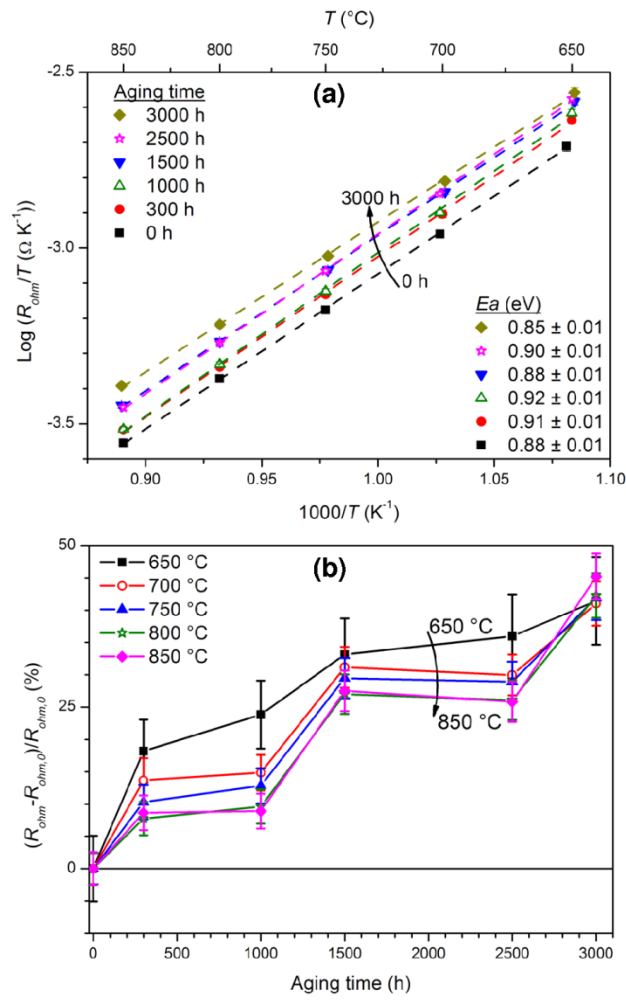 T (°C)
850 800 750 700 650
-2.5
-3.0
-3.5
Log (R_ohm/T (Ω K⁻¹))
(a)
Aging time
3000 h
2500 h
1500 h
1000 h
300 h
0 h
3000 h
0 h
Ea (eV)
0.85 ± 0.01
0.90 ± 0.01
0.88 ± 0.01
0.92 ± 0.01
0.91 ± 0.01
0.88 ± 0.01
0.90 0.95 1.00 1.05 1.10
1000/T (K⁻¹)
50
25
0
(R_ohm-R_ohm,0)/R_ohm,0 (%)
(b)
650 °C
700 °C
750 °C
800 °C
850 °C
650 °C
850 °C
0 500 1000 1500 2000 2500 3000
Aging time (h)